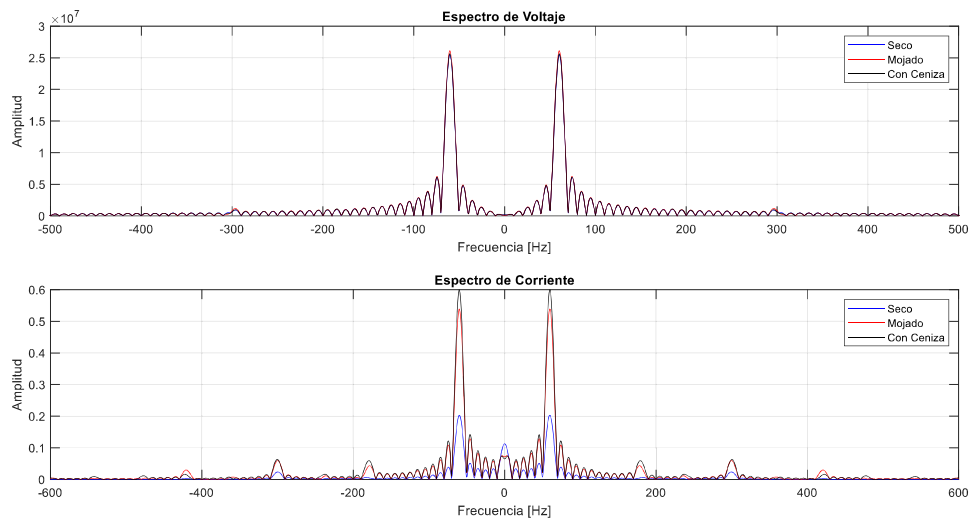 Espectro de Voltaje
×10^7
3
2.5
2
1.5
1
0.5
0
Amplitud
-500 -400 -300 -200 -100 0 100 200 300 400 500
Frecuencia [Hz]
Seco
Mojado
Con Ceniza
Espectro de Corriente
0.6
0.5
0.4
0.3
0.2
0.1
0
Amplitud
-600 -400 -200 0 200 400 600
Frecuencia [Hz]
Seco
Mojado
Con Ceniza